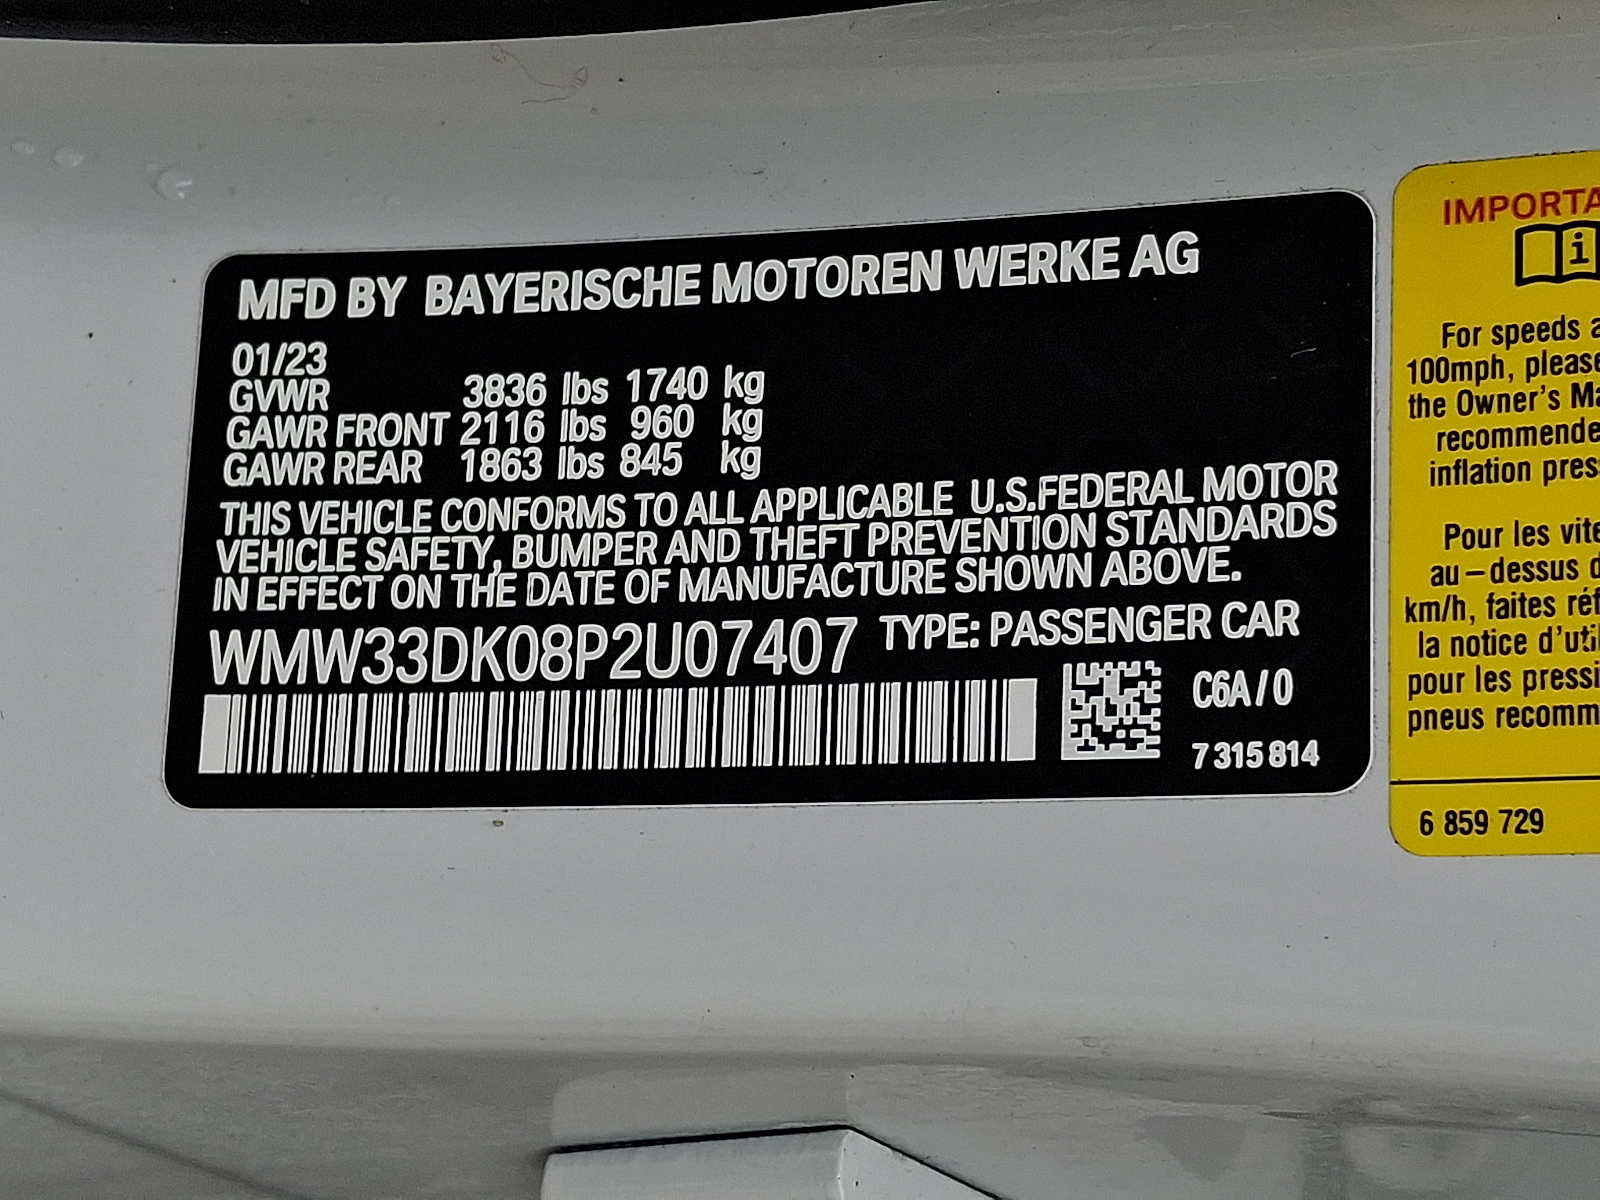 MFD BY BAYERISCHE MOTOREN WERKE AG
01/23
GVWR 3836 lbs 1740 kg
GAWR FRONT 2116 lbs 960 kg
GAWR REAR 1863 lbs 845 kg
THIS VEHICLE CONFORMS TO ALL APPLICABLE U.S.FEDERAL MOTOR
VEHICLE SAFETY, BUMPER AND THEFT PREVENTION STANDARDS
IN EFFECT ON THE DATE OF MANUFACTURE SHOWN ABOVE.
WMW33DK08P2U07407 TYPE: PASSENGER CAR
C6A/0
7 315 814
IMPORTA
i
For speeds a
100mph, please
the Owner's Ma
recommende
inflation pres
Pour les vite
au-dessus d
km/h, faites réf
la notice d'util
pour les pressi
pneus recomm
6 859 729